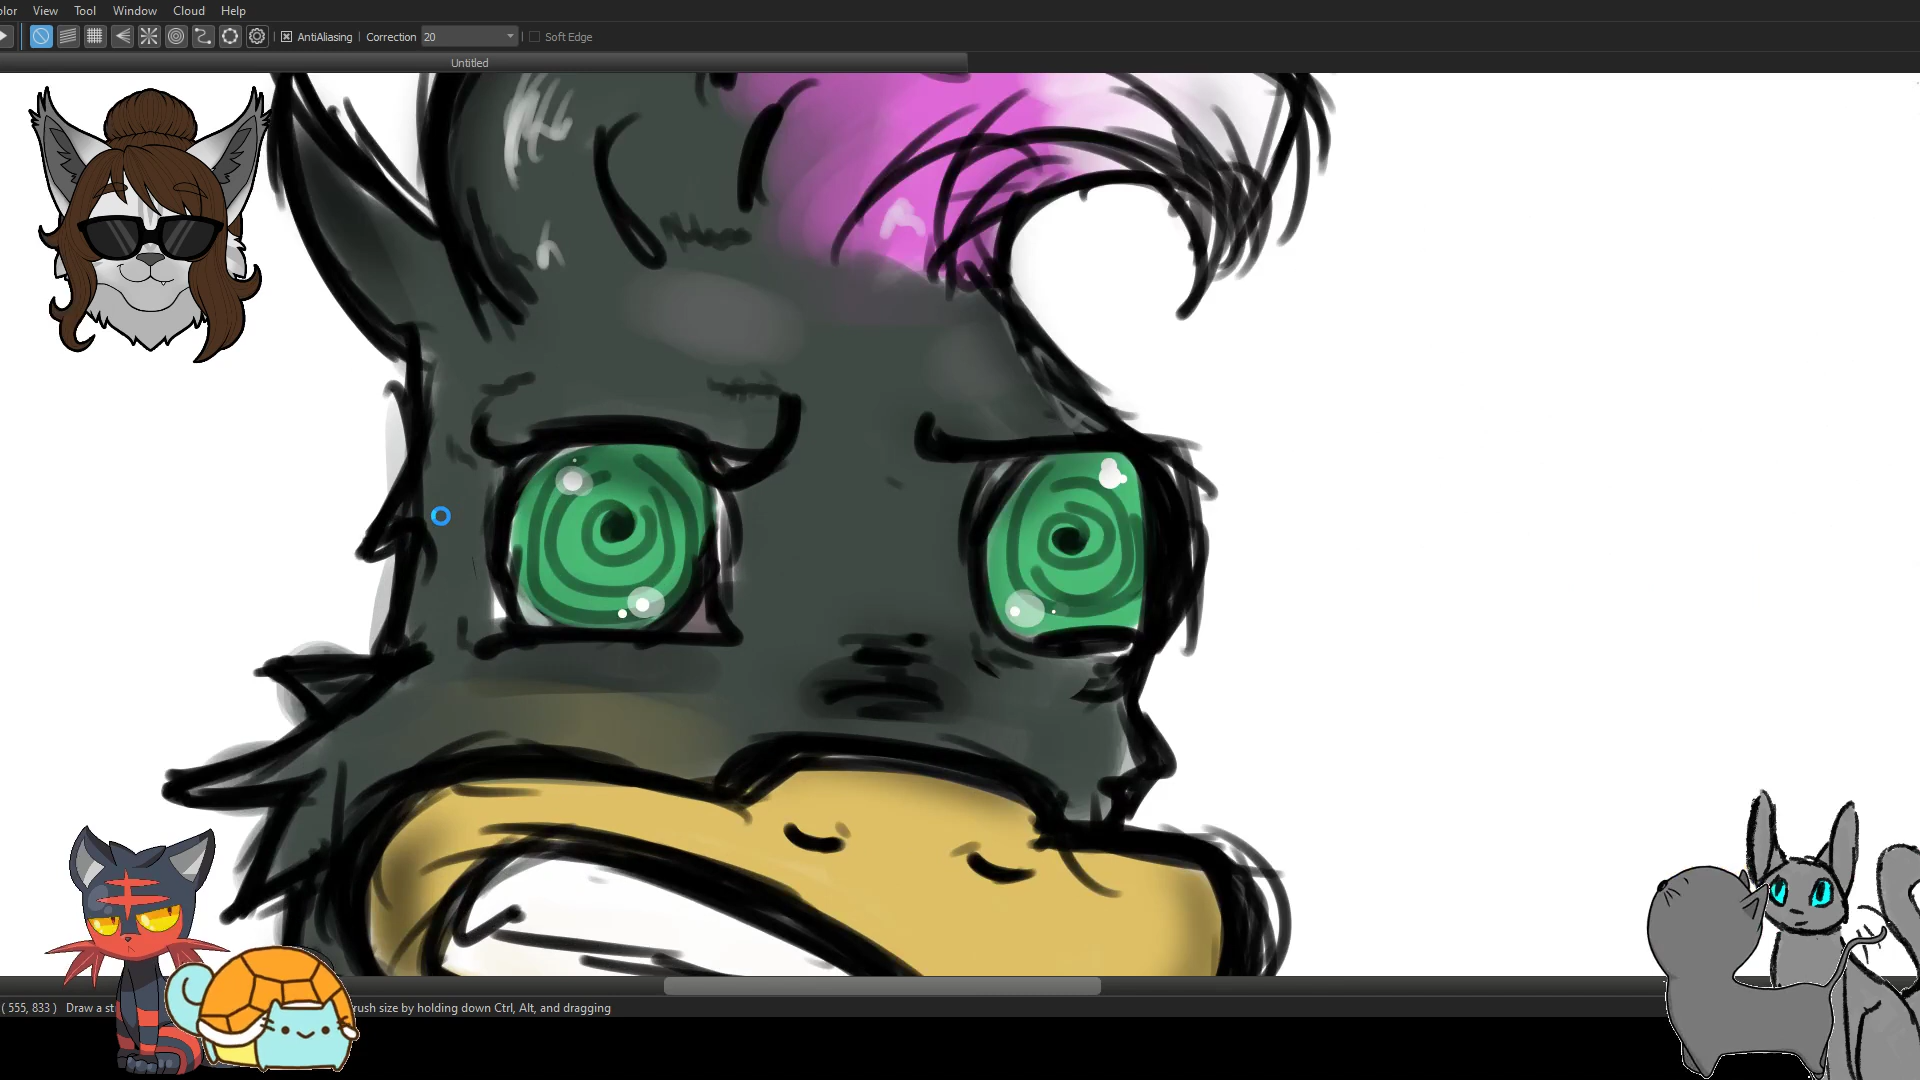 olor View Tool Window Cloud Help
AntiAliasing Correction 20 Soft Edge
Untitled
( 555, 833 ) Draw a st rush size by holding down Ctrl, Alt, and dragging